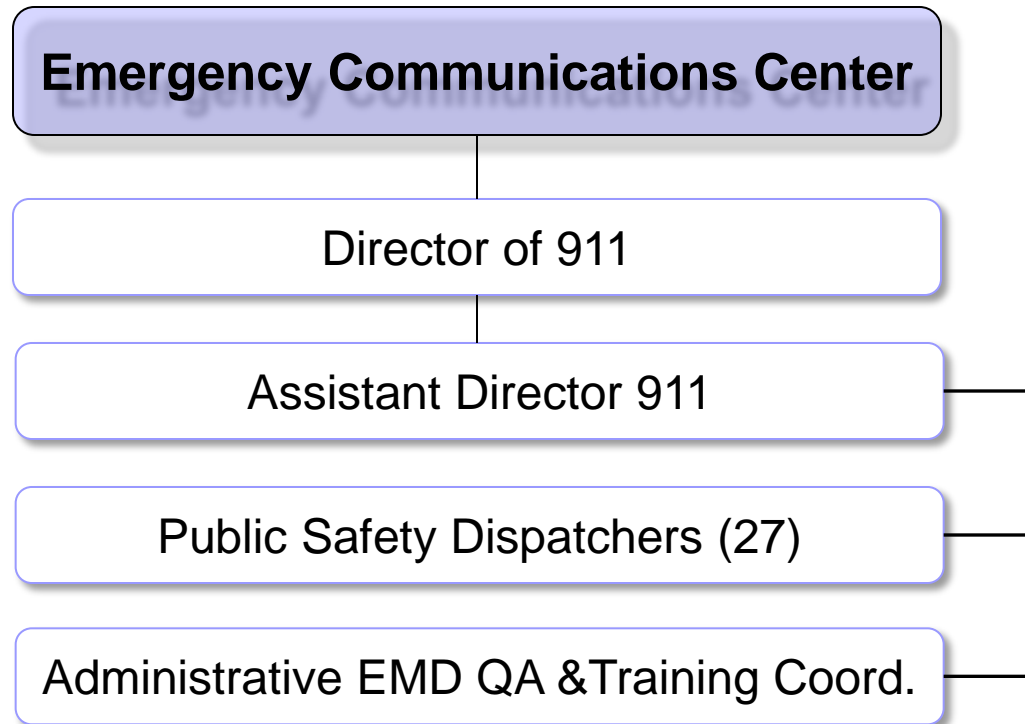 Emergency Communications Center
Director of 911
Assistant Director 911
Public Safety Dispatchers (27)
Administrative EMD QA &Training Coord.